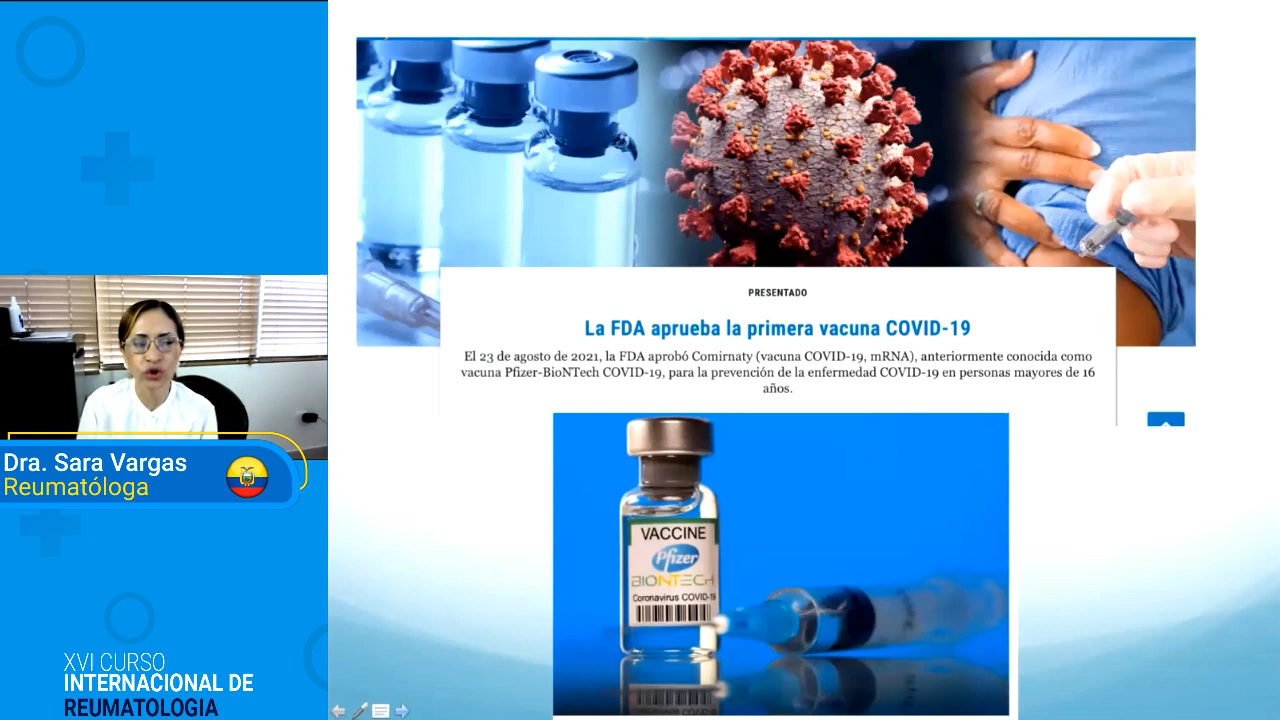 Dra. Sara Vargas
Reumatóloga
XVI CURSO
INTERNACIONAL DE
REUMATOLOGIA
PRESENTADO
La FDA aprueba la primera vacuna COVID-19
El 23 de agosto de 2021, la FDA aprobó Comirnaty (vacuna COVID-19, mRNA), anteriormente conocida como
vacuna Pfizer-BioNTech COVID-19, para la prevención de la enfermedad COVID-19 en personas mayores de 16
años.
VACCINE
Pfizer
BIONTECH
Coronavirus COVID-19